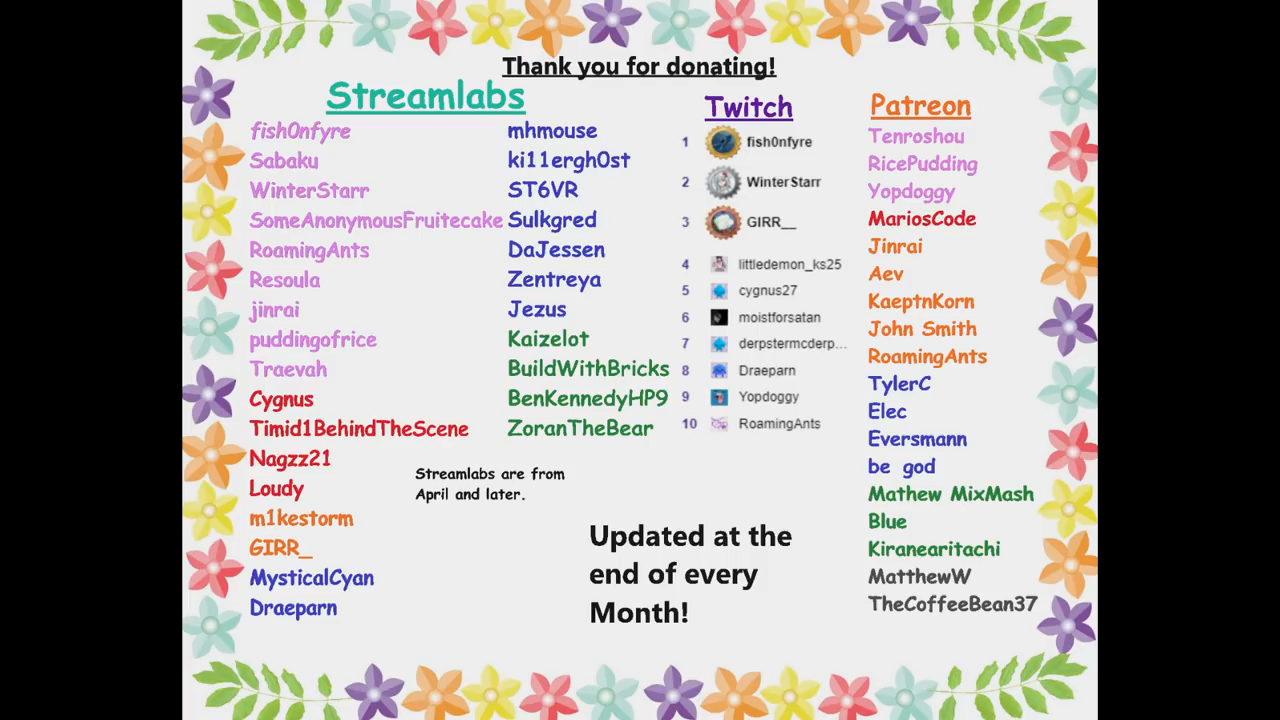 Thank you for donating!
Streamlabs
fish0nfyre
Sabaku
WinterStarr
SomeAnonymousFruitecake
RoamingAnts
Resoula
jinrai
puddingofrice
Traevah
Cygnus
Timid1BehindTheScene
Nagzz21
Loudy
m1kestorm
GIRR_
MysticalCyan
Draeparn
mhmouse
ki11ergh0st
ST6VR
Sulkgred
DaJessen
Zentreya
Jezus
Kaizelot
BuildWithBricks
BenKennedyHP9
ZoranTheBear
Streamlabs are from
April and later.
Twitch
1 fish0nfyre
2 WinterStarr
3 GIRR__
4 littledemon_ks25
5 cygnus27
6 moistforsatan
7 derpstermcderp...
8 Draeparn
9 Yopdoggy
10 RoamingAnts
Updated at the
end of every
Month!
Patreon
Tenroshou
RicePudding
Yopdoggy
MariosCode
Jinrai
Aev
KaeptnKorn
John Smith
RoamingAnts
TylerC
Elec
Eversmann
be god
Mathew MixMash
Blue
Kiranearitachi
MatthewW
TheCoffeeBean37